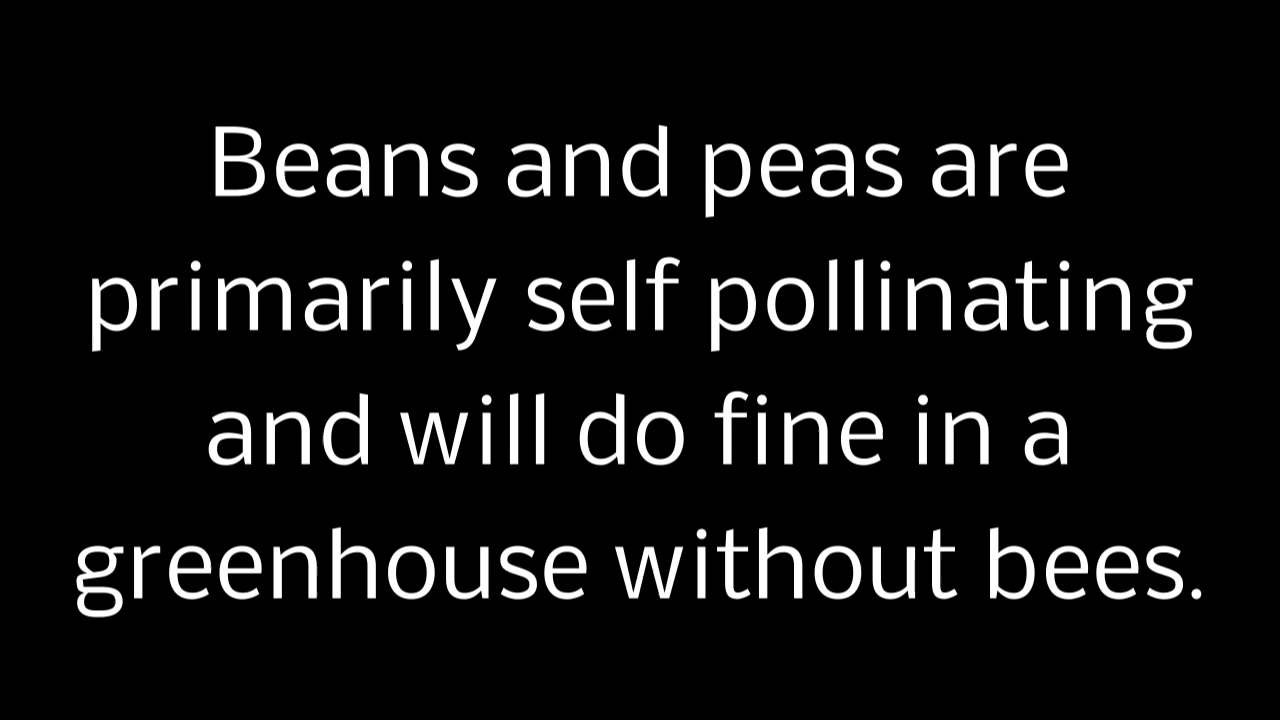 Beans and peas are
primarily self pollinating
and will do fine in a
greenhouse without bees.